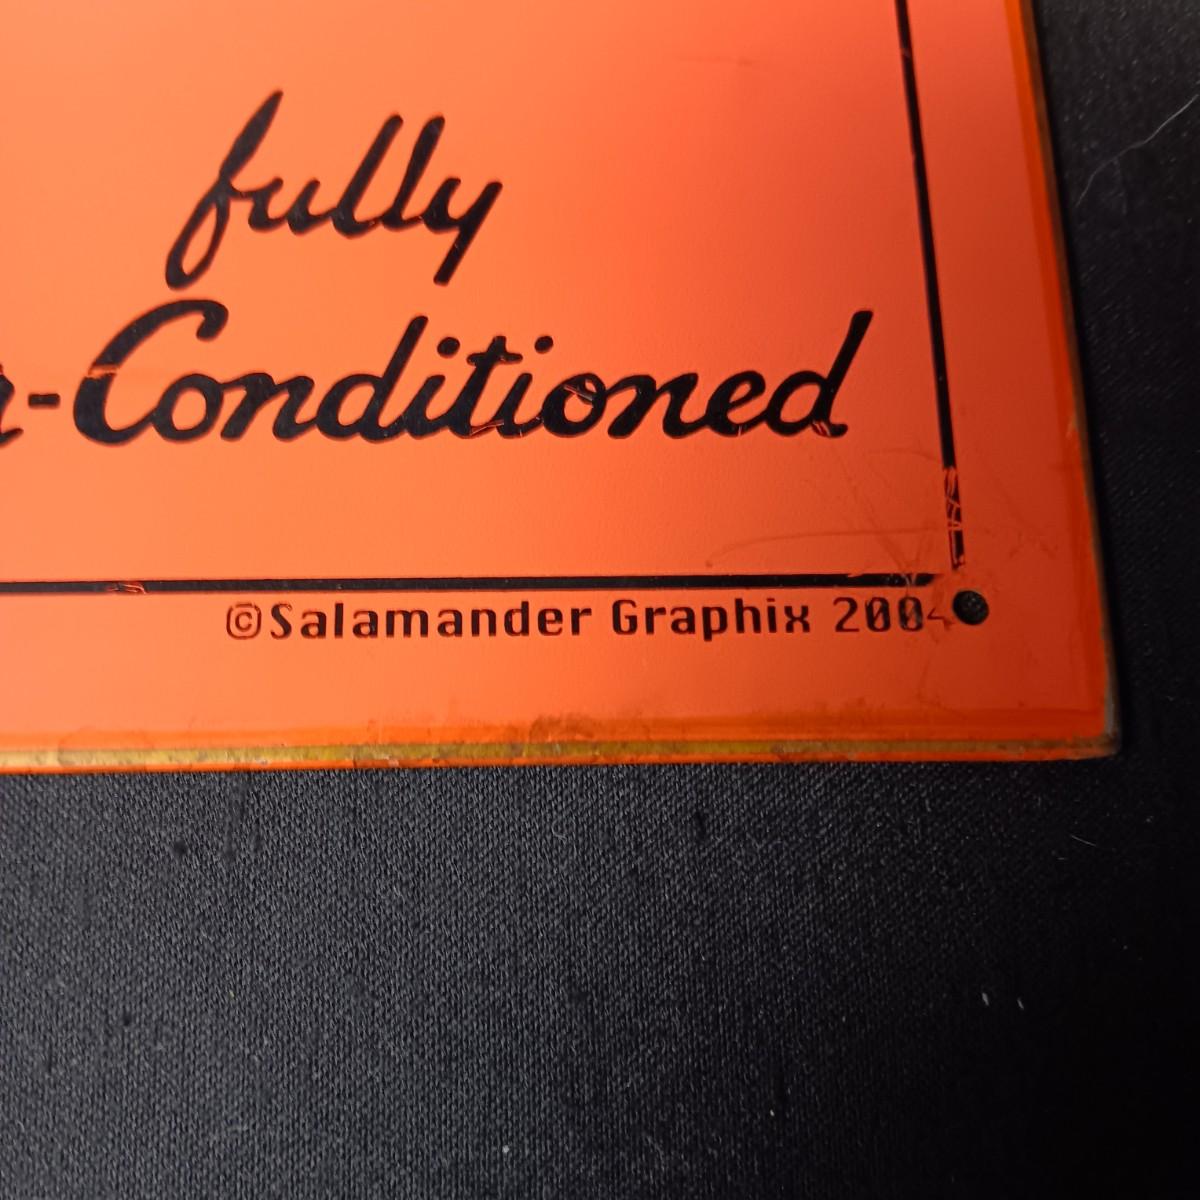 fully
-Conditioned
©Salamander Graphix 2004